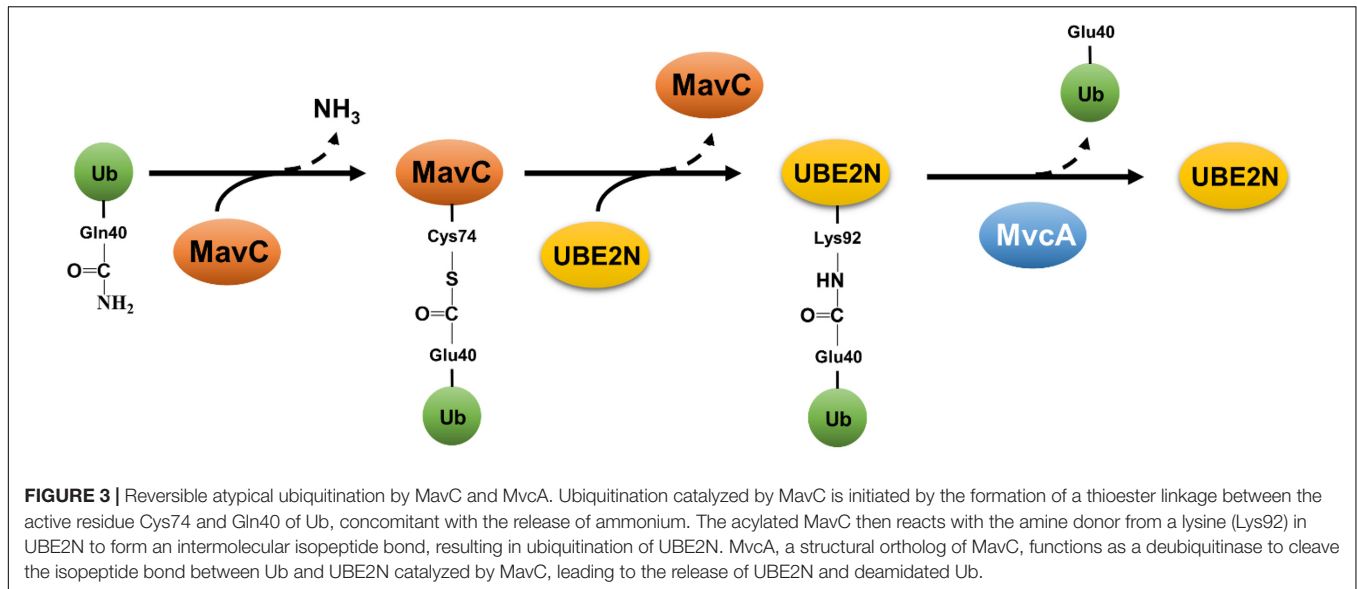 Ub
Gln40
O=C
NH2
MavC
NH3
MavC
Cys74
S
O=C
Glu40
Ub
UBE2N
MavC
UBE2N
Lys92
HN
O=C
Glu40
Ub
MvcA
Glu40
Ub
UBE2N
FIGURE 3 | Reversible atypical ubiquitination by MavC and MvcA. Ubiquitination catalyzed by MavC is initiated by the formation of a thioester linkage between the
active residue Cys74 and Gln40 of Ub, concomitant with the release of ammonium. The acylated MavC then reacts with the amine donor from a lysine (Lys92) in
UBE2N to form an intermolecular isopeptide bond, resulting in ubiquitination of UBE2N. MvcA, a structural ortholog of MavC, functions as a deubiquitinase to cleave
the isopeptide bond between Ub and UBE2N catalyzed by MavC, leading to the release of UBE2N and deamidated Ub.